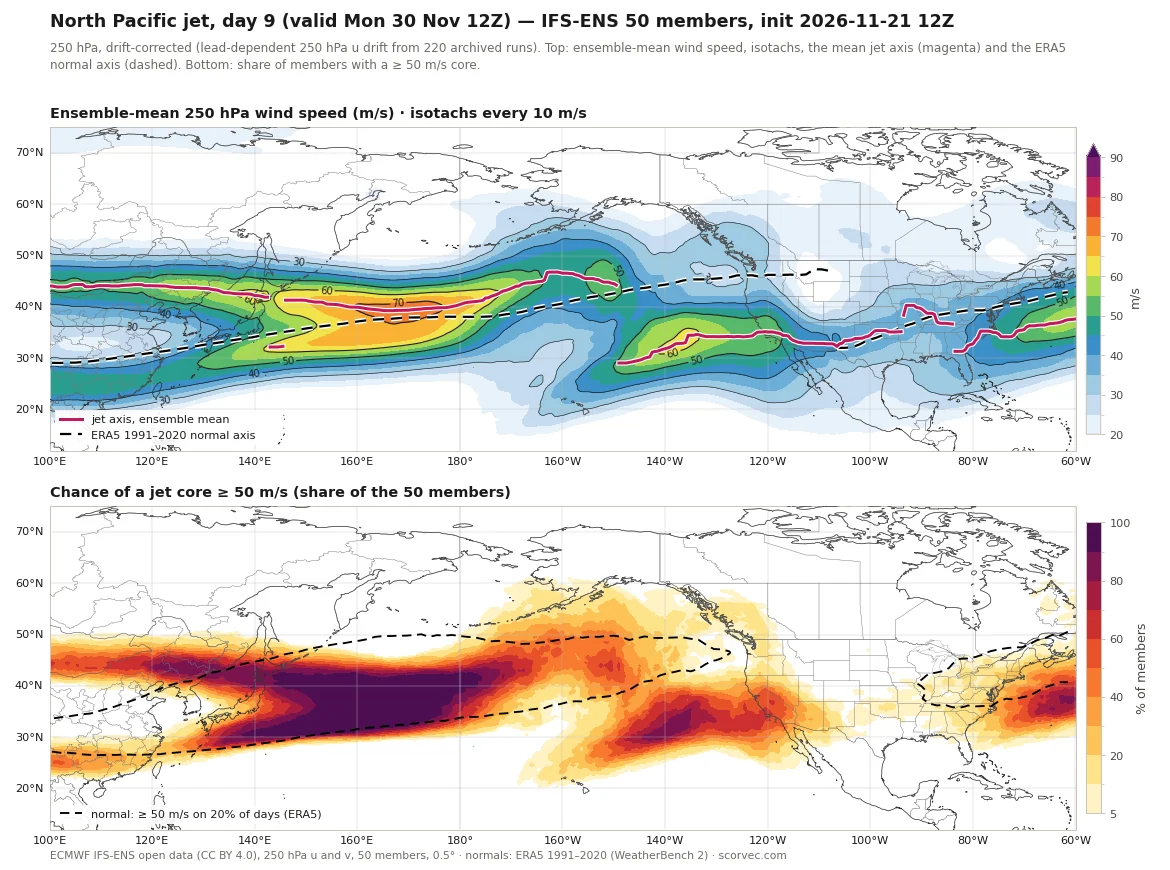 North Pacific jet, day 9 (valid Mon 30 Nov 12Z) — IFS-ENS 50 members, init 2026-11-21 12Z
250 hPa, drift-corrected (lead-dependent 250 hPa u drift from 220 archived runs). Top: ensemble-mean wind speed, isotachs, the mean jet axis (magenta) and the ERA5
normal axis (dashed). Bottom: share of members with a ≥ 50 m/s core.
Ensemble-mean 250 hPa wind speed (m/s) · isotachs every 10 m/s
70°N
60°N
50°N
40°N
30°N
20°N
30
60
70
50
40
30
40
30
50
60
50
40
50
jet axis, ensemble mean
ERA5 1991–2020 normal axis
100°E 120°E 140°E 160°E 180° 160°W 140°W 120°W 100°W 80°W 60°W
90
80
70
60
50
40
30
20
m/s
Chance of a jet core ≥ 50 m/s (share of the 50 members)
70°N
60°N
50°N
40°N
30°N
20°N
normal: ≥ 50 m/s on 20% of days (ERA5)
100°E 120°E 140°E 160°E 180° 160°W 140°W 120°W 100°W 80°W 60°W
100
80
60
40
20
5
% of members
ECMWF IFS-ENS open data (CC BY 4.0), 250 hPa u and v, 50 members, 0.5° · normals: ERA5 1991–2020 (WeatherBench 2) · scorvec.com